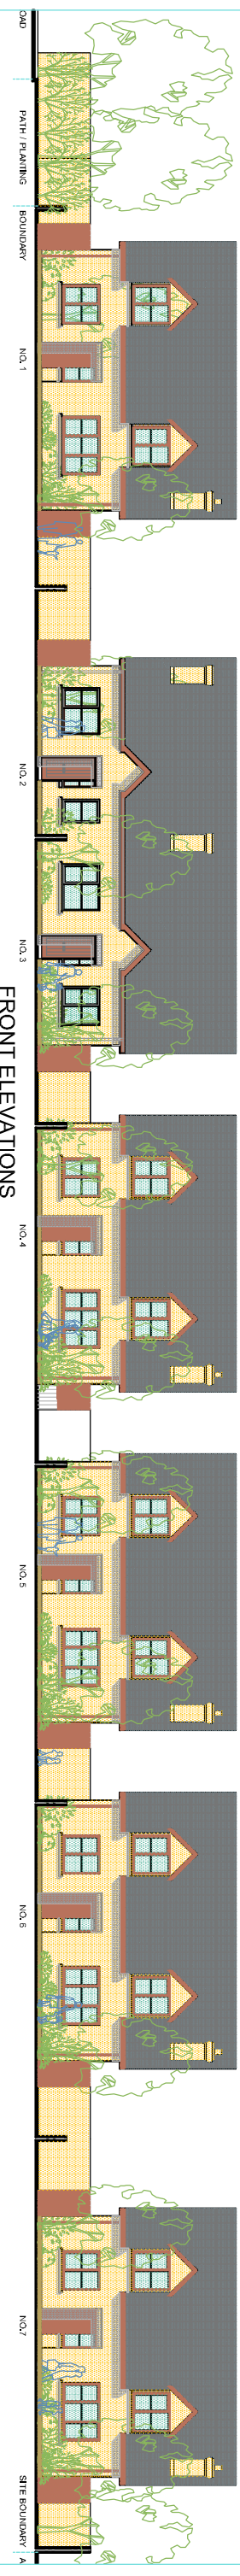 OAD
PATH / PLANTING
BOUNDARY
NO. 1
NO. 2
NO. 3
NO. 4
NO. 5
NO. 6
NO.7
SITE BOUNDARY
A
FRONT ELEVATIONS